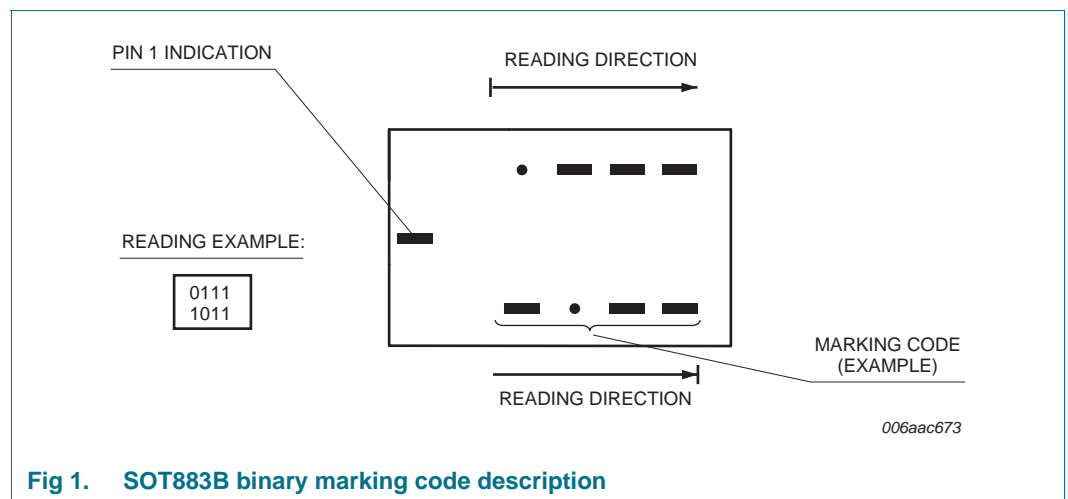 PIN 1 INDICATION
READING DIRECTION
READING EXAMPLE:
0111
1011
MARKING CODE
(EXAMPLE)
READING DIRECTION
006aac673
Fig 1. SOT883B binary marking code description